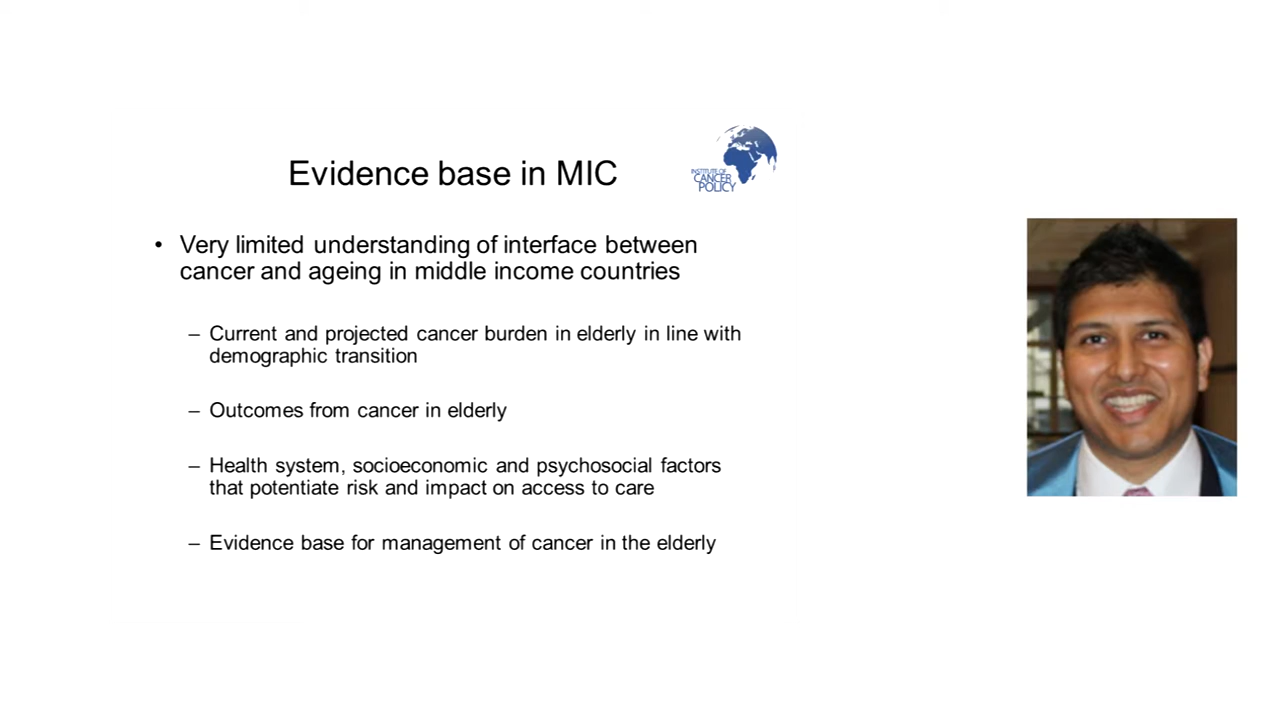 Evidence base in MIC
INSTITUTE OF
CANCER
POLICY
• Very limited understanding of interface between
cancer and ageing in middle income countries
– Current and projected cancer burden in elderly in line with
demographic transition
– Outcomes from cancer in elderly
– Health system, socioeconomic and psychosocial factors
that potentiate risk and impact on access to care
– Evidence base for management of cancer in the elderly